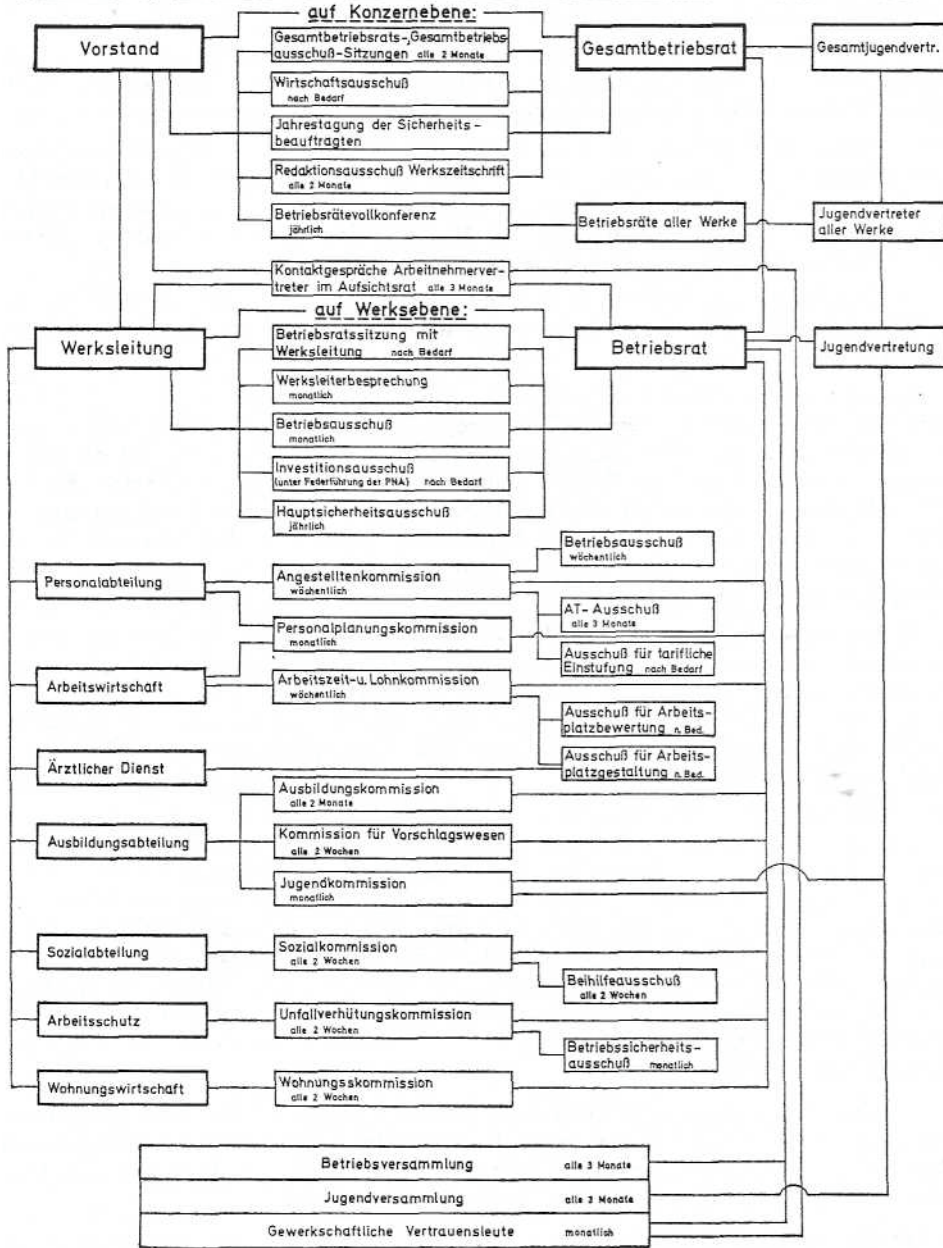 auf Konzernebene:
Vorstand
Gesamtbetriebsrats-, Gesamtbetriebs-
ausschuß-Sitzungen alle 2 Monate
Gesamtbetriebsrat
Gesamtjugendvertr.
Wirtschaftsausschuß
nach Bedarf
Jahrestagung der Sicherheits-
beauftragten
Redaktionsausschuß Werkszeitschrift
alle 2 Monate
Betriebsrätevollkonferenz
jährlich
Betriebsräte aller Werke
Jugendvertreter
aller Werke
Kontaktgespräche Arbeitnehmerver-
treter im Aufsichtsrat alle 3 Monate
auf Werksebene:
Werksleitung
Betriebsratssitzung mit
Werksleitung nach Bedarf
Betriebsrat
Jugendvertretung
Werksleiterbesprechung
monatlich
Betriebsausschuß
monatlich
Investitionsausschuß
(unter Federführung der PNA) nach Bedarf
Hauptsicherheitsausschuß
jährlich
Betriebsausschuß
wöchentlich
Personalabteilung
Angestelltenkommission
wöchentlich
AT-Ausschuß
alle 3 Monate
Personalplanungskommission
monatlich
Ausschuß für tarifliche
Einstufung nach Bedarf
Arbeitswirtschaft
Arbeitszeit-u. Lohnkommission
wöchentlich
Ausschuß für Arbeits-
platzbewertung n. Bed.
Ärztlicher Dienst
Ausschuß für Arbeits-
platzgestaltung n. Bed.
Ausbildungskommission
alle 2 Monate
Ausbildungsabteilung
Kommission für Vorschlagswesen
alle 2 Wochen
Jugendkommission
monatlich
Sozialabteilung
Sozialkommission
alle 2 Wochen
Beihilfeausschuß
alle 2 Wochen
Arbeitsschutz
Unfallverhütungskommission
alle 2 Wochen
Betriebssicherheits-
ausschuß monatlich
Wohnungswirtschaft
Wohnungsskommission
alle 2 Wochen
Betriebsversammlung alle 3 Monate
Jugendversammlung alle 3 Monate
Gewerkschaftliche Vertrauensleute monatlich